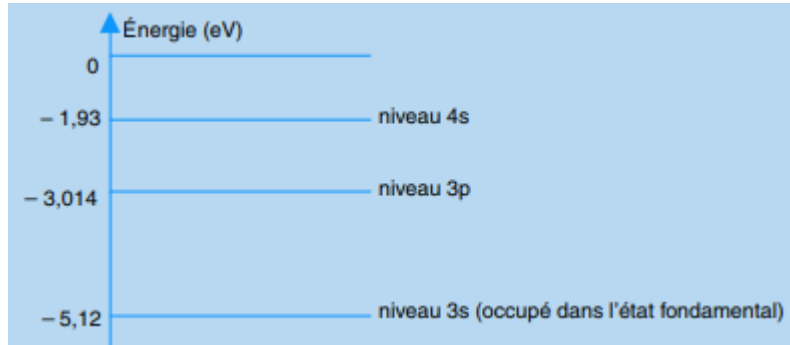 Énergie (eV)
0
– 1,93 niveau 4s
– 3,014 niveau 3p
– 5,12 niveau 3s (occupé dans l'état fondamental)